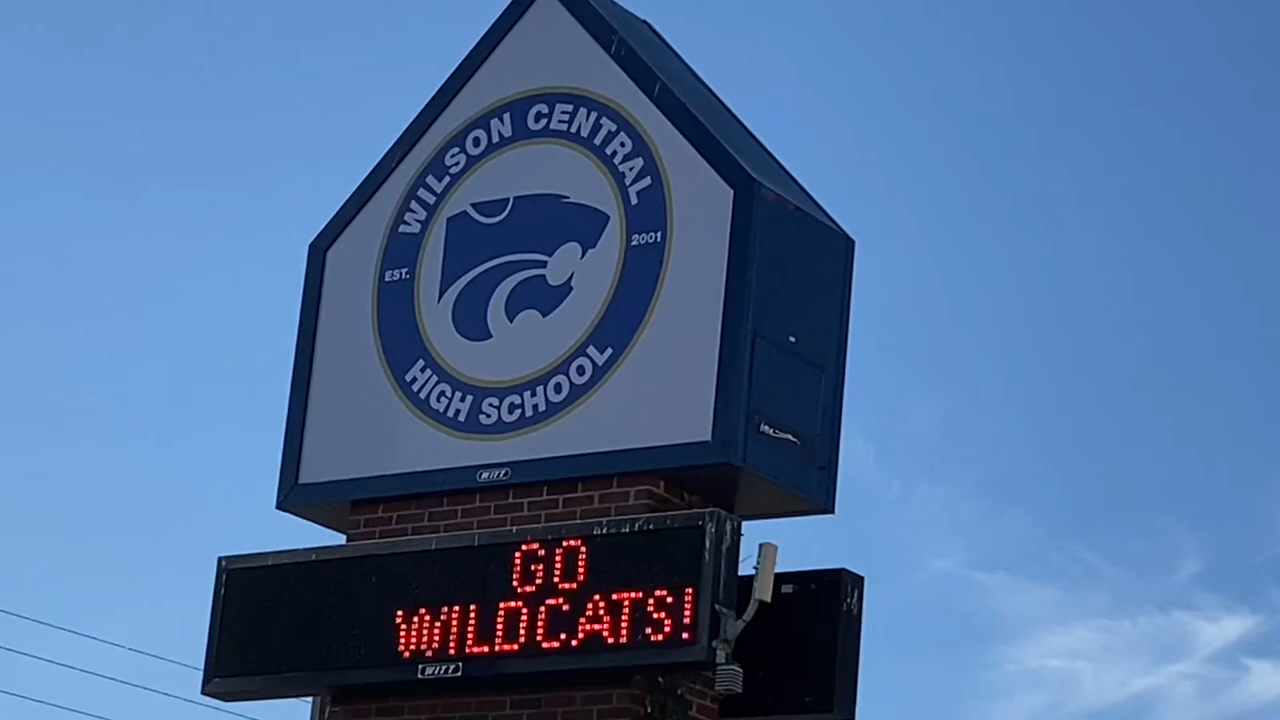 WILSON CENTRAL
EST.
2001
HIGH SCHOOL
WITT
GO
WILDCATS!
WITT